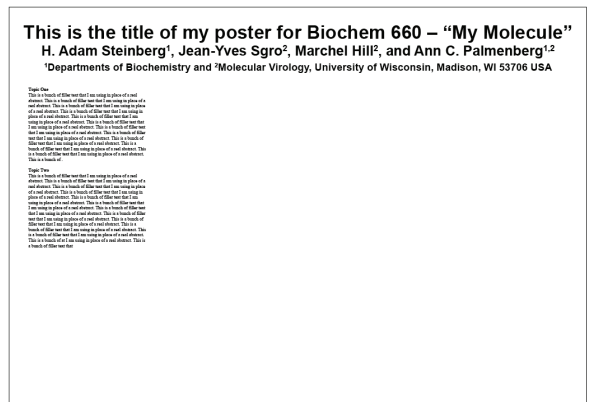 This is the title of my poster for Biochem 660 – “My Molecule”
H. Adam Steinberg¹, Jean-Yves Sgro², Marchel Hill², and Ann C. Palmenberg¹,²
¹Departments of Biochemistry and ²Molecular Virology, University of Wisconsin, Madison, WI 53706 USA
Topic One
This is a bunch of filler text that I am using in place of a real
abstract. This is a bunch of filler text that I am using in place of a
real abstract. This is a bunch of filler text that I am using in place
of a real abstract. This is a bunch of filler text that I am using in
place of a real abstract. This is a bunch of filler text that I am
using in place of a real abstract. This is a bunch of filler text that
I am using in place of a real abstract. This is a bunch of filler text
that I am using in place of a real abstract. This is a bunch of filler
text that I am using in place of a real abstract. This is a bunch of
filler text that I am using in place of a real abstract. This is a
bunch of filler text that I am using in place of a real abstract. This
is a bunch of filler text that I am using in place of a real abstract.
This is a bunch of .
Topic Two
This is a bunch of filler text that I am using in place of a real
abstract. This is a bunch of filler text that I am using in place of a
real abstract. This is a bunch of filler text that I am using in place
of a real abstract. This is a bunch of filler text that I am using in
place of a real abstract. This is a bunch of filler text that I am
using in place of a real abstract. This is a bunch of filler text that
I am using in place of a real abstract. This is a bunch of filler text
that I am using in place of a real abstract. This is a bunch of filler
text that I am using in place of a real abstract. This is a bunch of
filler text that I am using in place of a real abstract. This is a
bunch of filler text that I am using in place of a real abstract. This
is a bunch of filler text that I am using in place of a real abstract.
This is a bunch of et I am using in place of a real abstract. This is
a bunch of filler text that